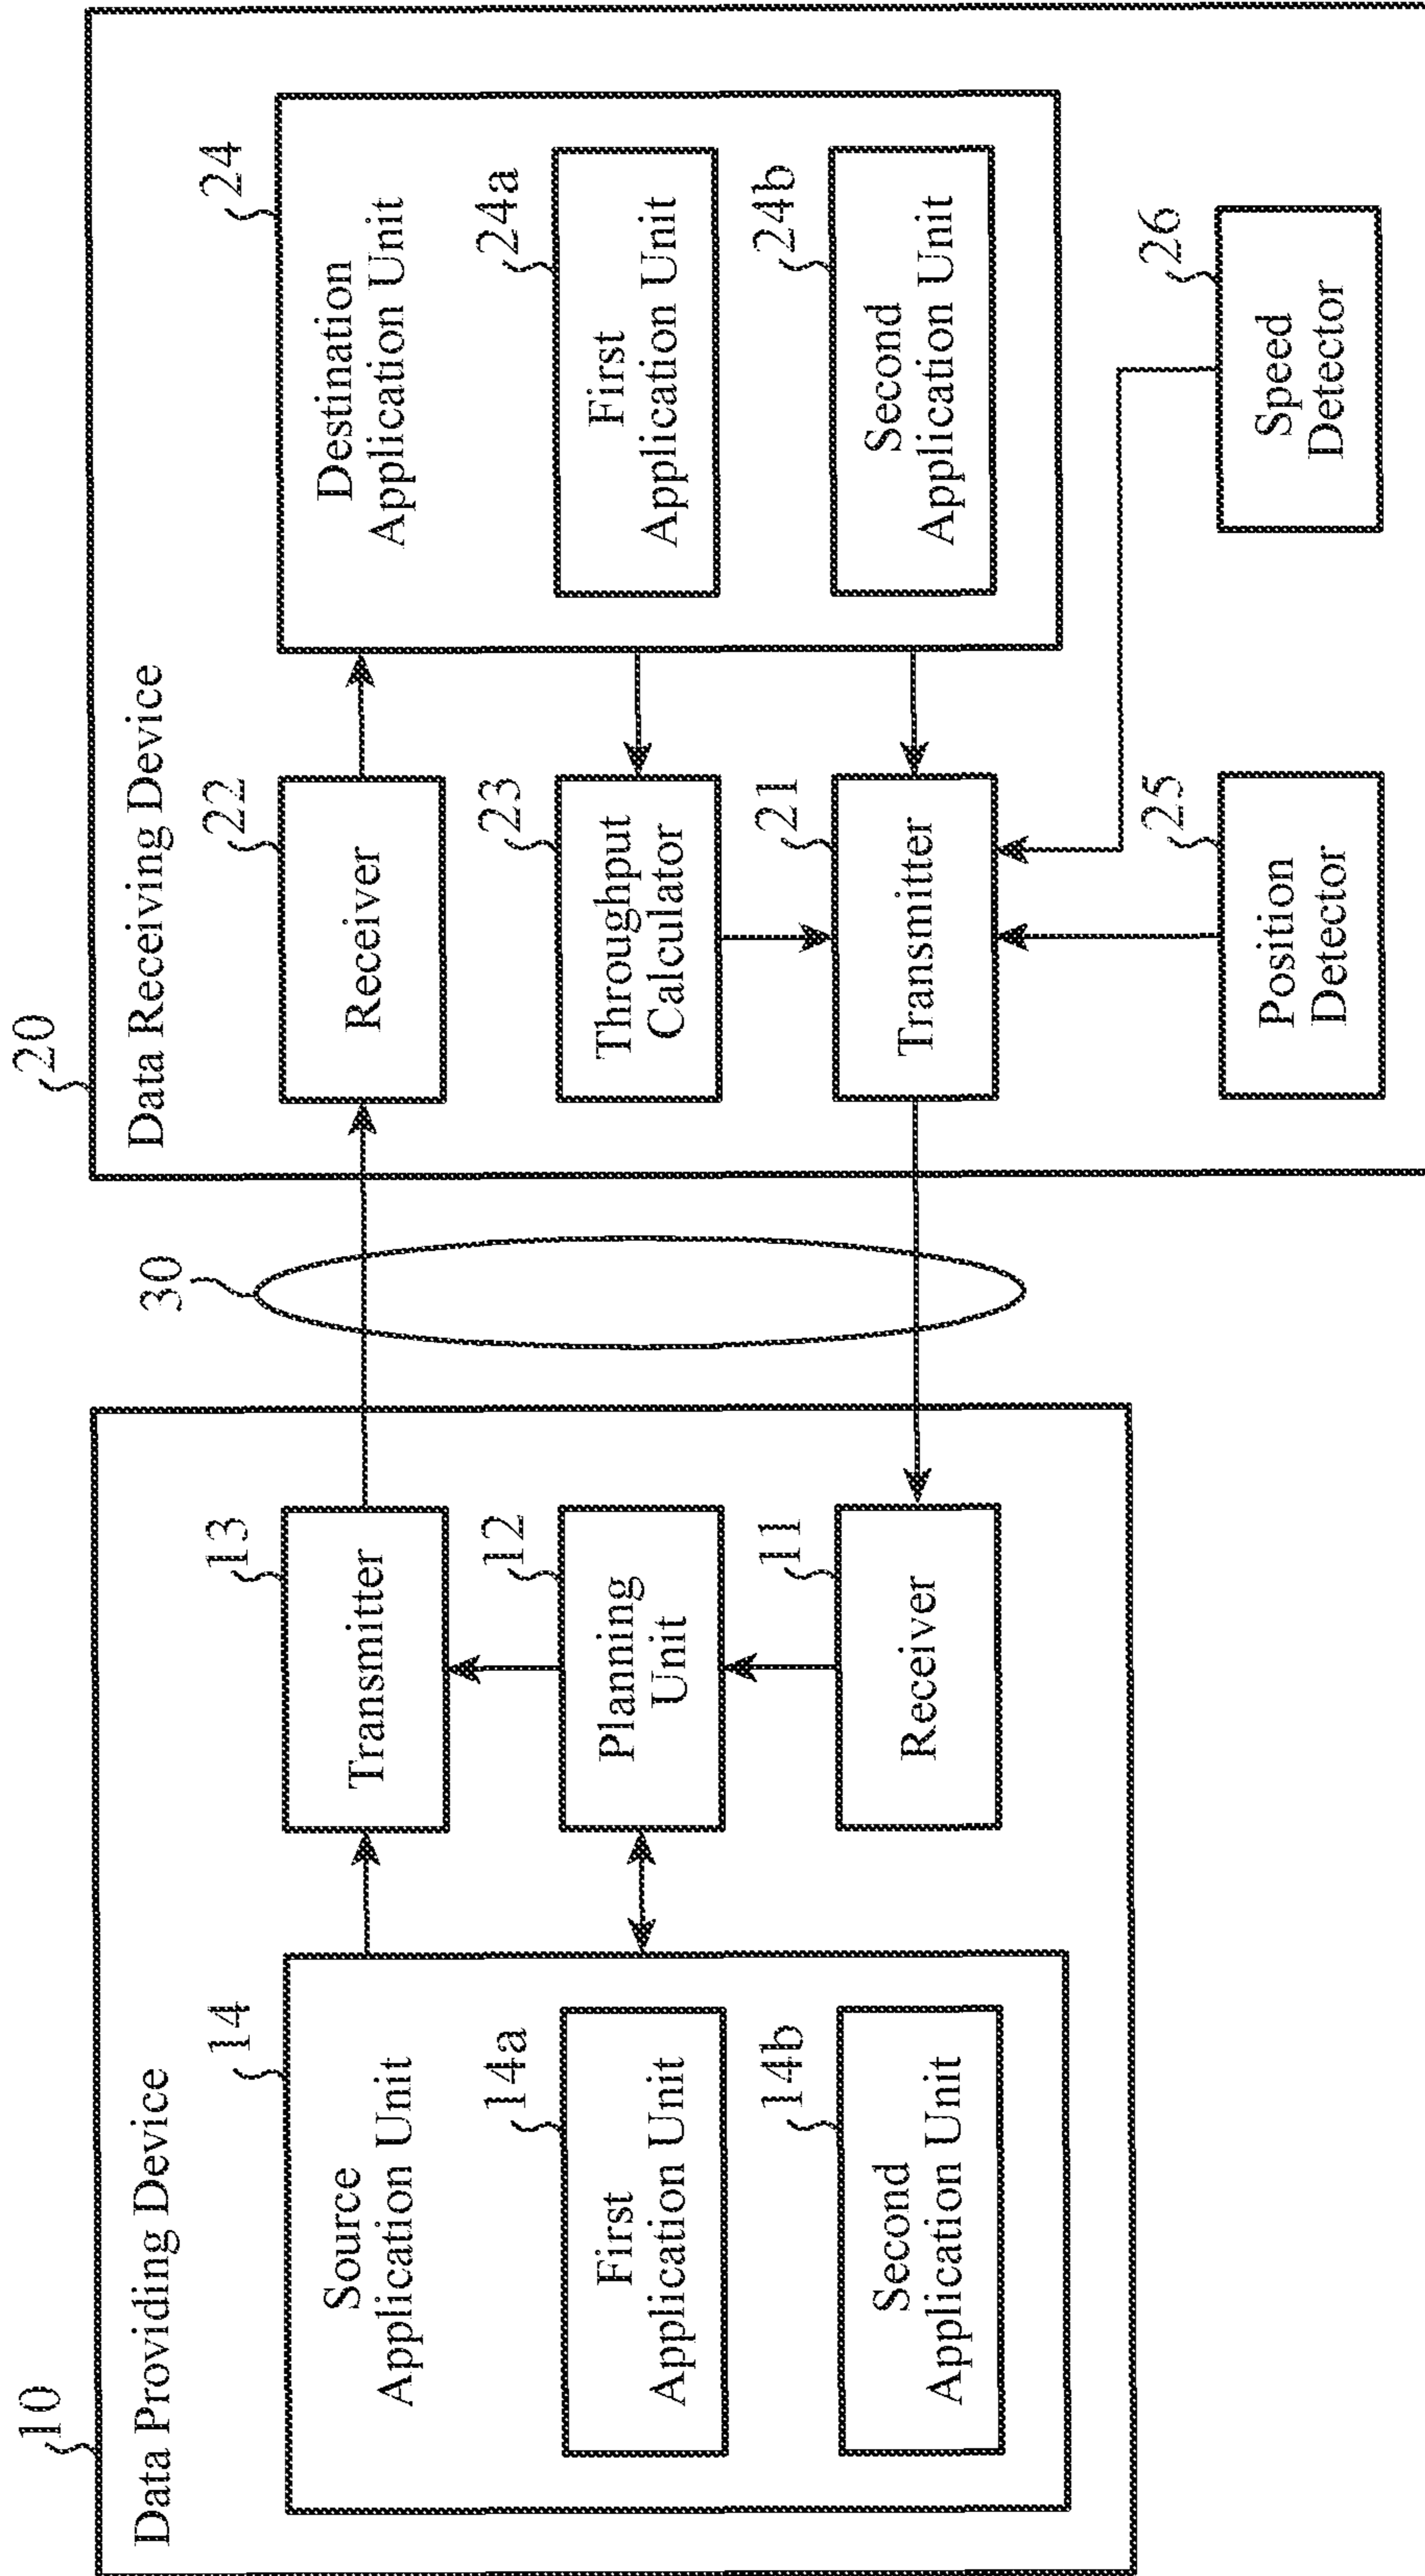 10
Data Providing Device
14
Source
Application Unit
14a
First
Application Unit
14b
Second
Application Unit
13
Transmitter
12
Planning
Unit
11
Receiver
30
20
Data Receiving Device
22
Receiver
23
Throughput
Calculator
21
Transmitter
25
Position
Detector
24
Destination
Application Unit
24a
First
Application Unit
24b
Second
Application Unit
26
Speed
Detector